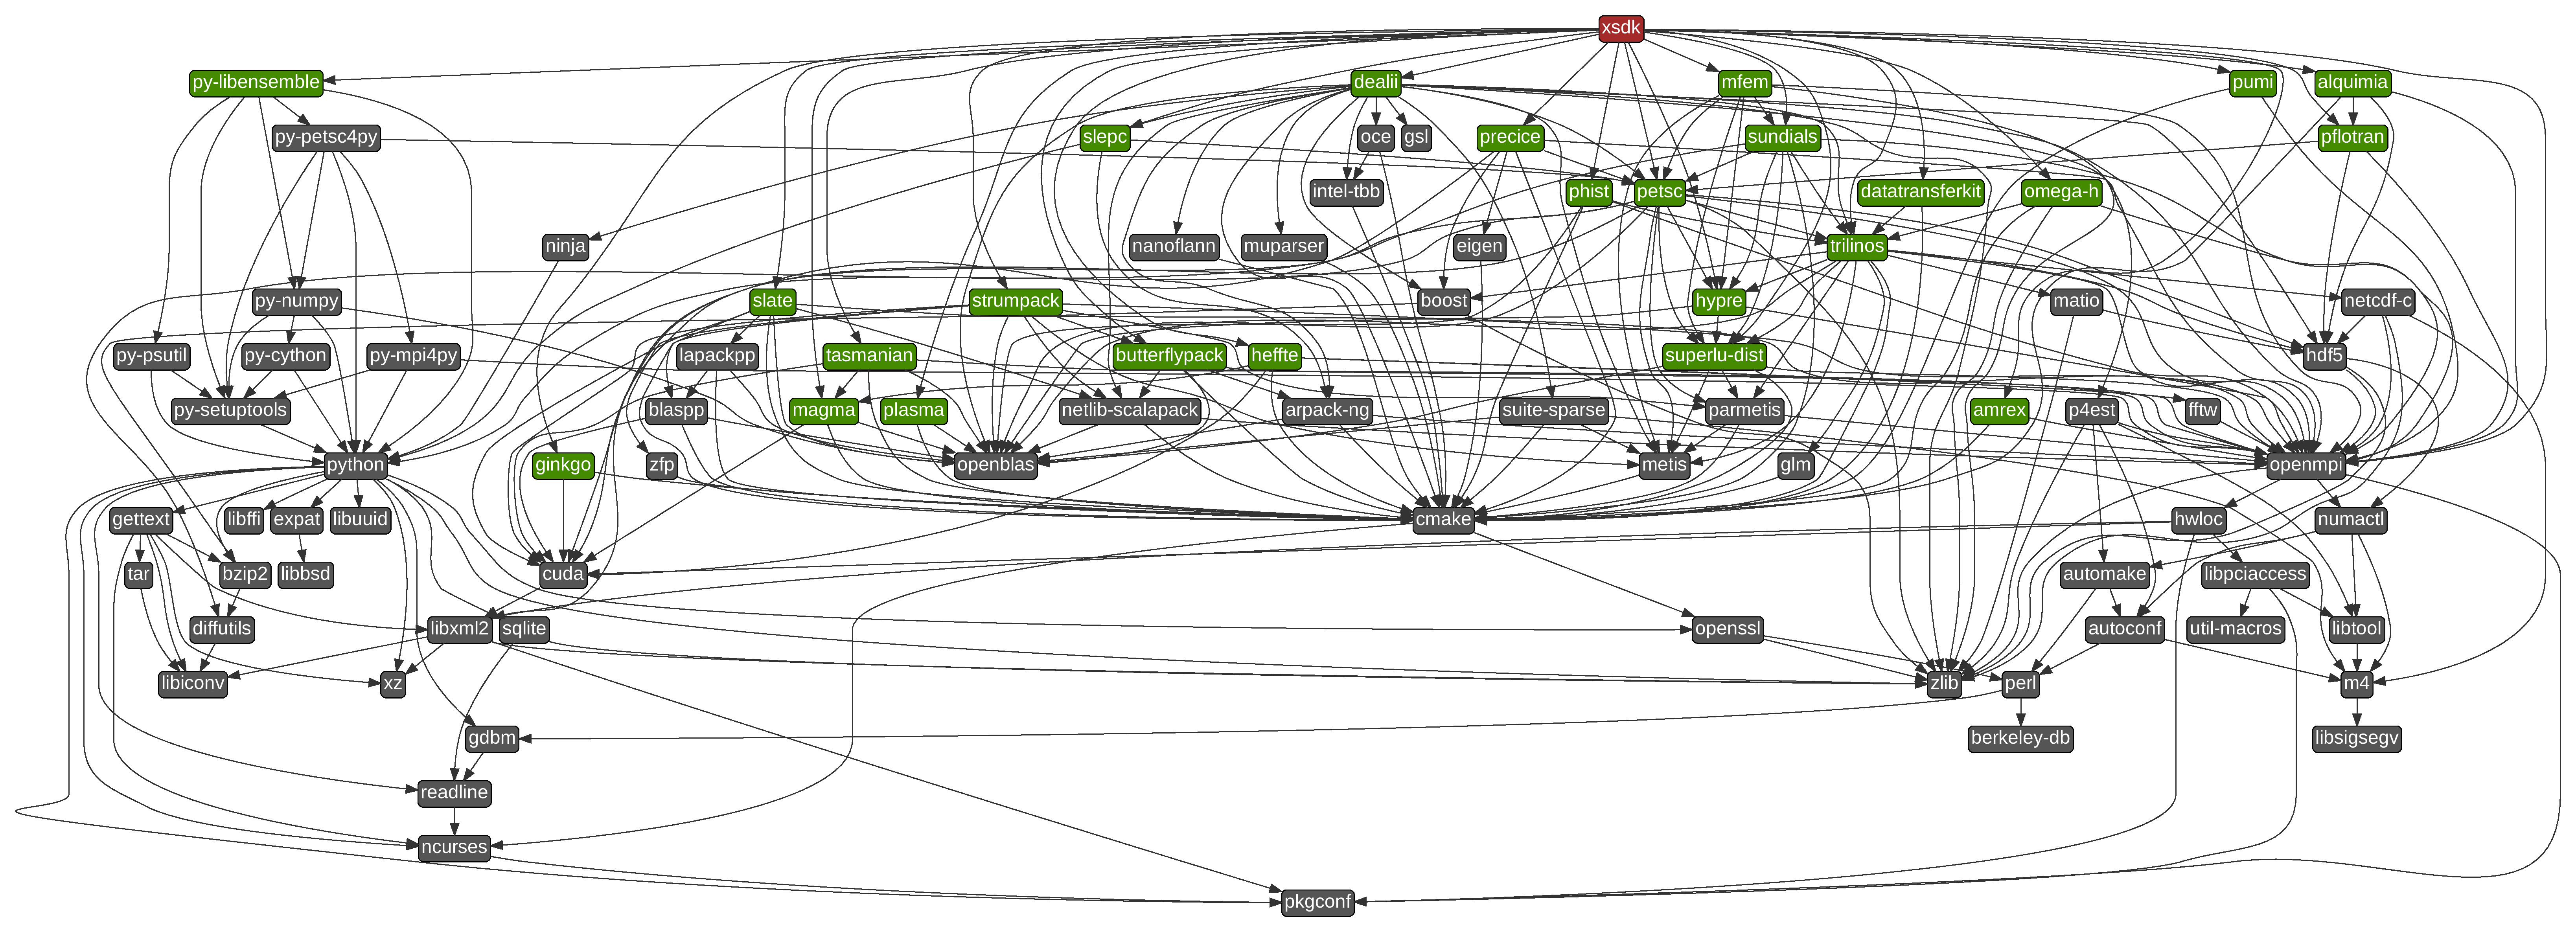 xsdk
py-libensemble
dealii
mfem
pumi
alquimia
py-petsc4py
slepc
oce
gsl
precice
sundials
pflotran
intel-tbb
phist
petsc
datatransferkit
omega-h
ninja
nanoflann
muparser
eigen
trilinos
py-numpy
slate
strumpack
boost
hypre
matio
netcdf-c
py-psutil
py-cython
py-mpi4py
lapackpp
tasmanian
butterflypack
heffte
superlu-dist
hdf5
py-setuptools
blaspp
magma
plasma
netlib-scalapack
arpack-ng
suite-sparse
parmetis
amrex
p4est
fftw
python
ginkgo
zfp
openblas
metis
glm
openmpi
gettext
libffi
expat
libuuid
cmake
hwloc
numactl
tar
bzip2
libbsd
cuda
automake
libpciaccess
diffutils
libxml2
sqlite
openssl
autoconf
util-macros
libtool
libiconv
xz
zlib
perl
m4
gdbm
berkeley-db
libsigsegv
readline
ncurses
pkgconf